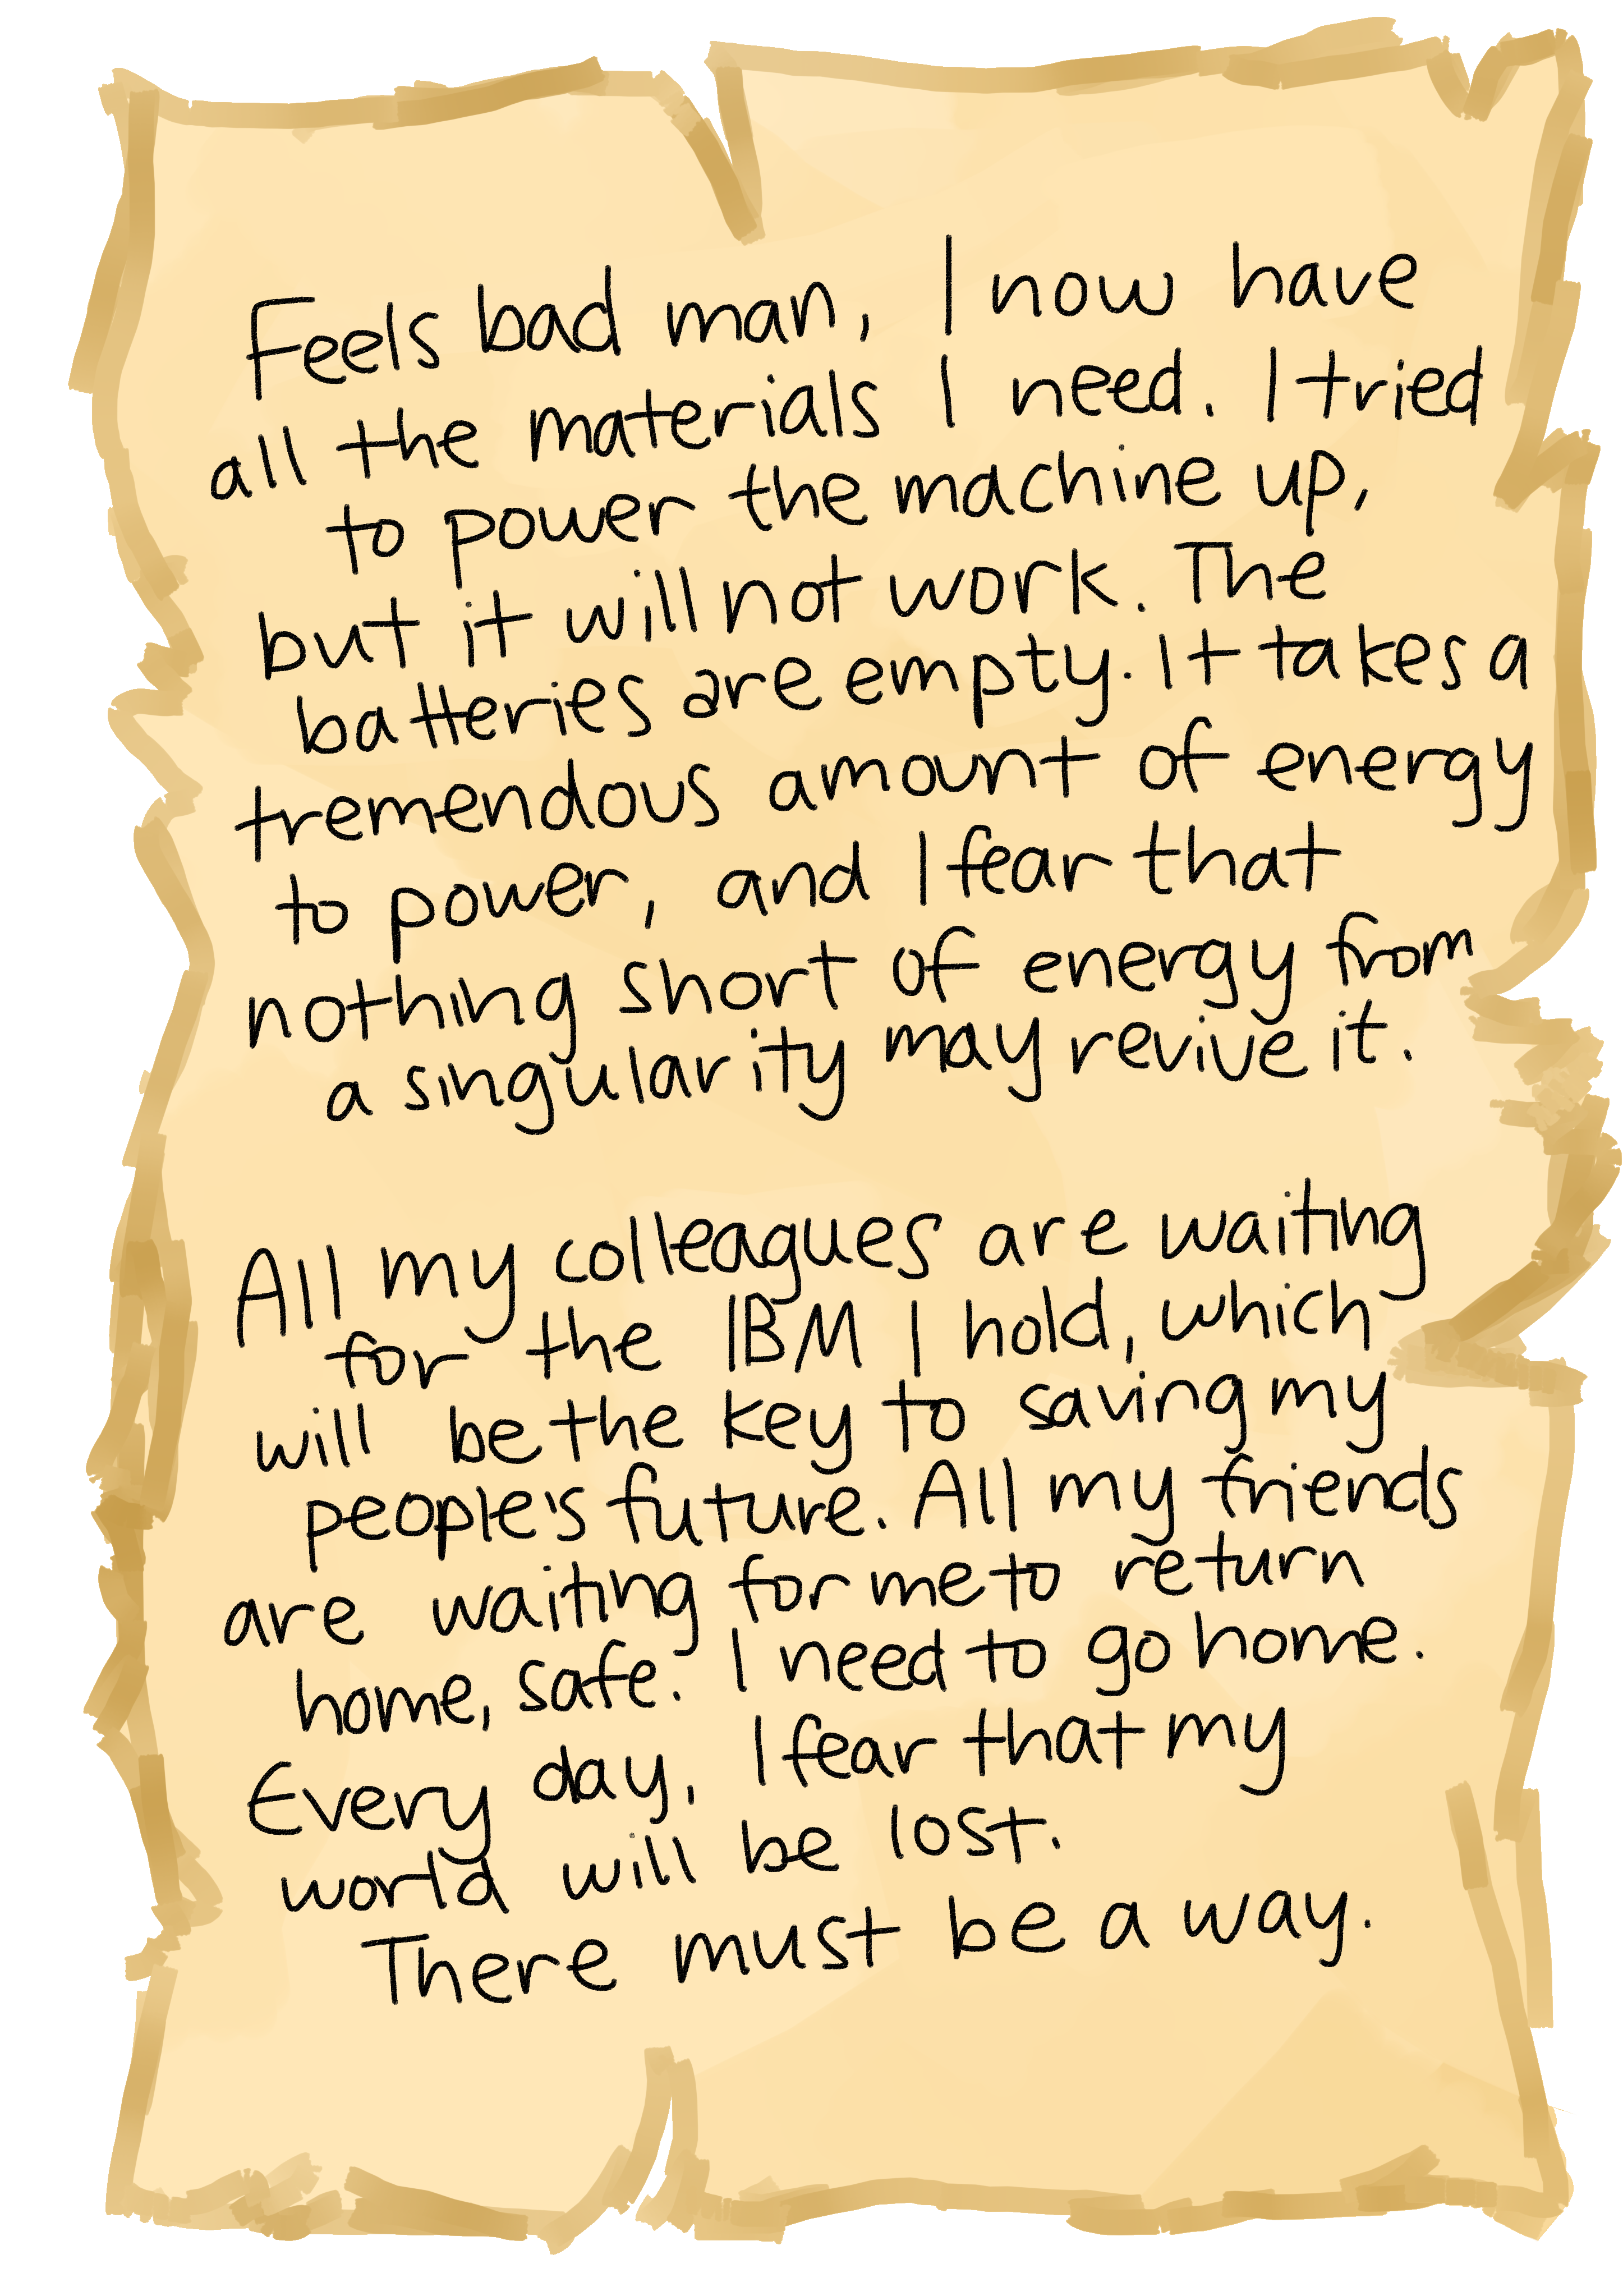 Feels bad man, I now have
all the materials I need. I tried
to power the machine up,
but it will not work. The
batteries are empty. It takes a
tremendous amount of energy
to power, and I fear that
nothing short of energy from
a singularity may revive it.
All my colleagues are waiting
for the IBM I hold, which
will be the key to saving my
people's future. All my friends
are waiting for me to return
home, safe. I need to go home.
Every day, I fear that my
world will be lost.
There must be a way.